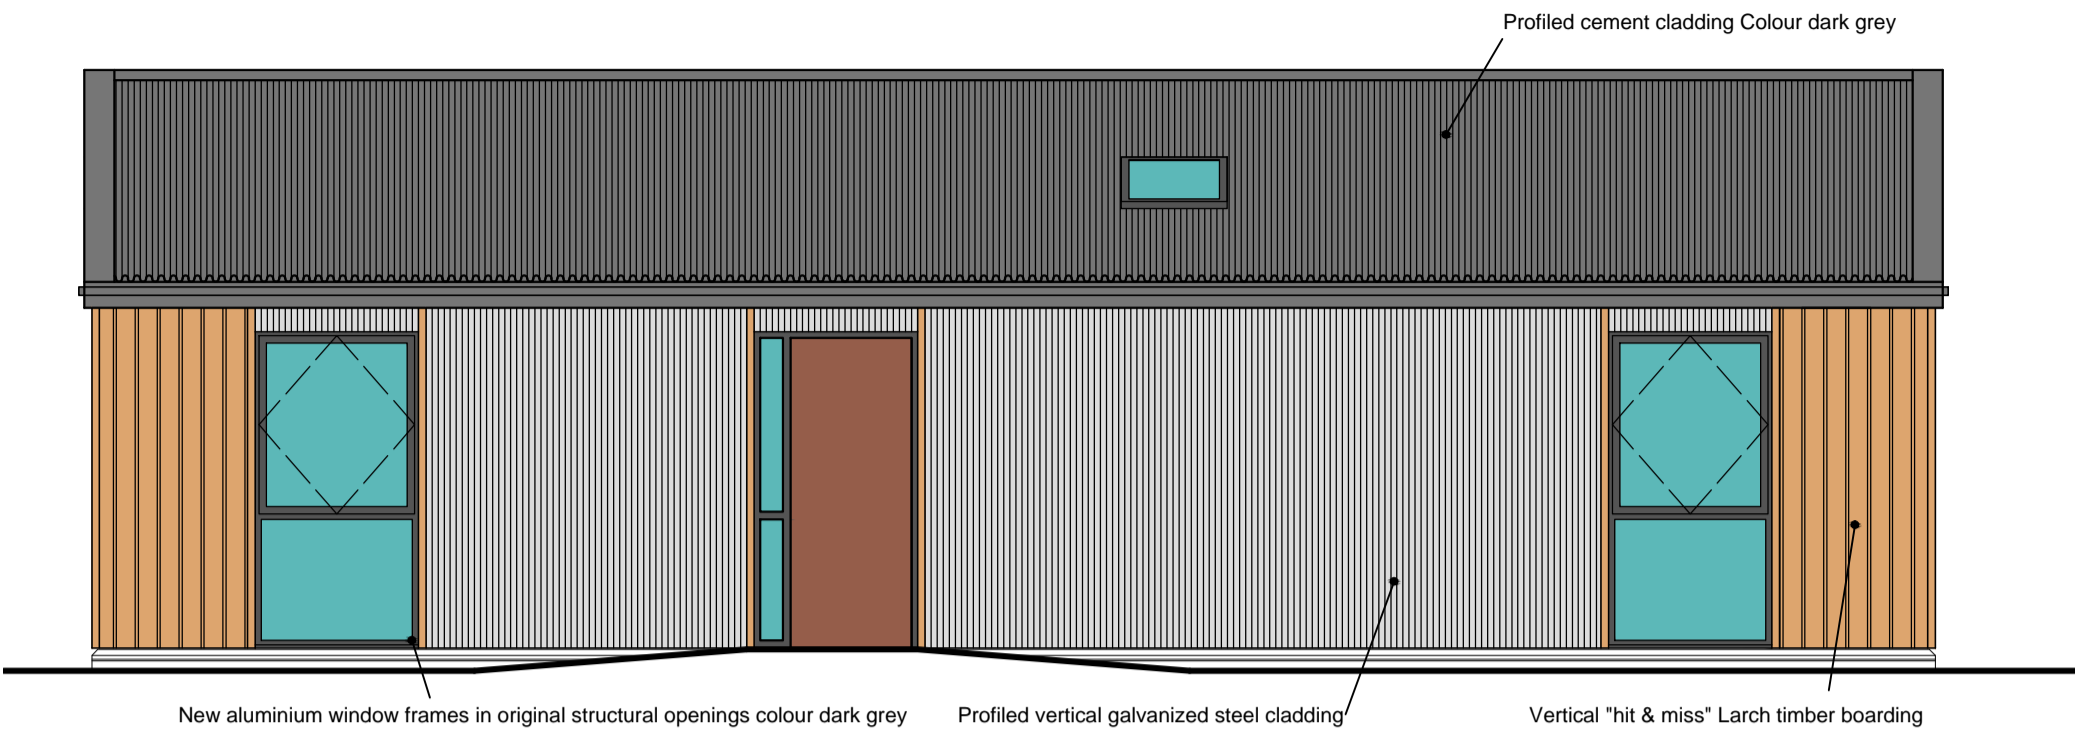 Profiled cement cladding Colour dark grey
New aluminium window frames in original structural openings colour dark grey
Profiled vertical galvanized steel cladding
Vertical "hit & miss" Larch timber boarding